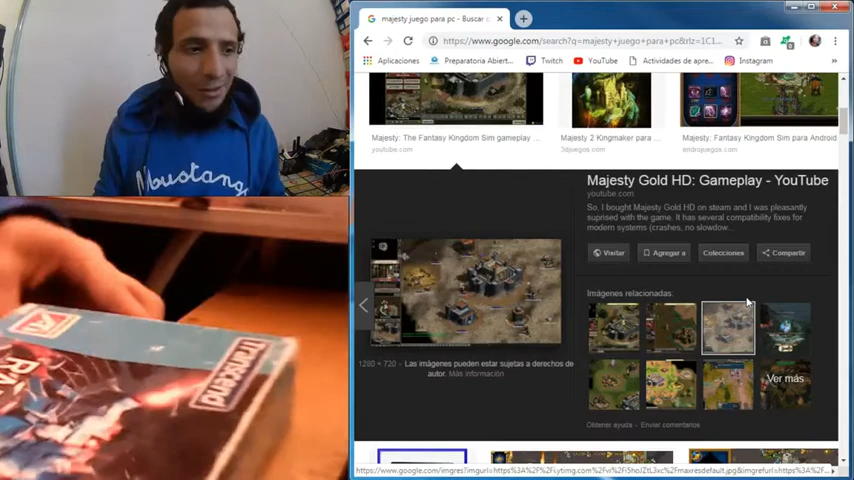 majesty juego para pc - Buscar c
https://www.google.com/search?q=majesty+juego+para+pc&rlz=1C1...
Aplicaciones
Preparatoria Abiert...
Twitch
YouTube
Actividades de apre...
Instagram
Majesty: The Fantasy Kingdom Sim gameplay ...
youtube.com
Majesty 2 Kingmaker para ...
3djuegos.com
Majesty: Fantasy Kingdom Sim para Android
androjuegos.com
Majesty Gold HD: Gameplay - YouTube
youtube.com
So, I bought Majesty Gold HD on steam and I was pleasantly
suprised with the game. It has several compatibility fixes for
modern systems (crashes, no slowdow...
Visitar
Agregar a
Colecciones
Compartir
Imágenes relacionadas:
Ver más
1280 × 720 - Las imágenes pueden estar sujetas a derechos de
autor. Más información
Obtener ayuda - Enviar comentarios
Mustang
ATI
Transcend
RA